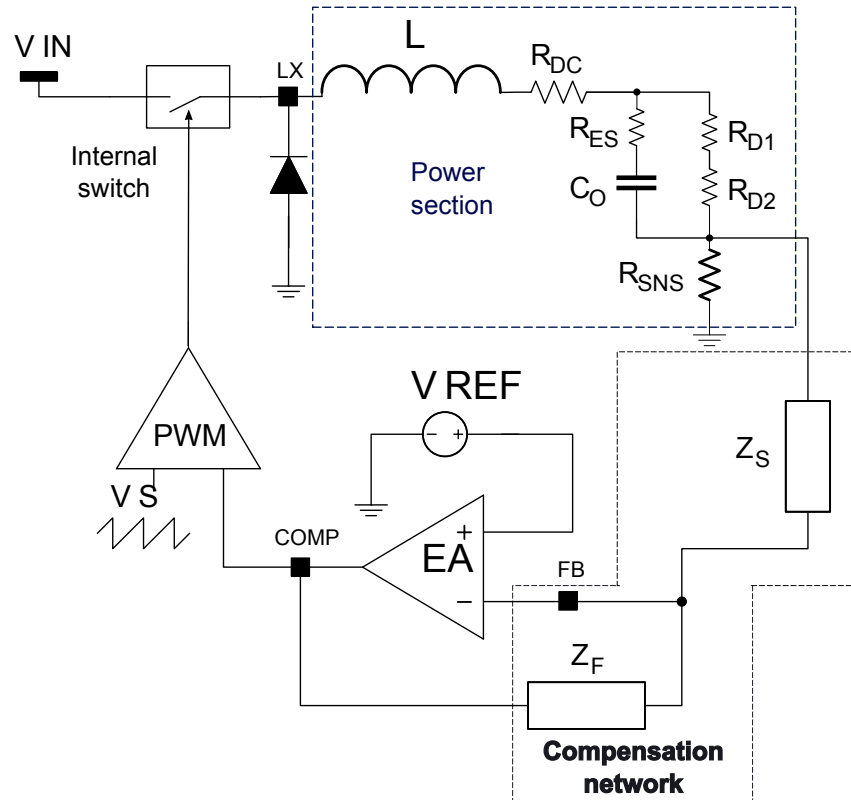 V IN
LX
L
RDC
RES
RD1
Internal
switch
Power
section
CO
RD2
RSNS
V REF
- +
PWM
ZS
V S
COMP
+
EA
FB
-
ZF
Compensation
network